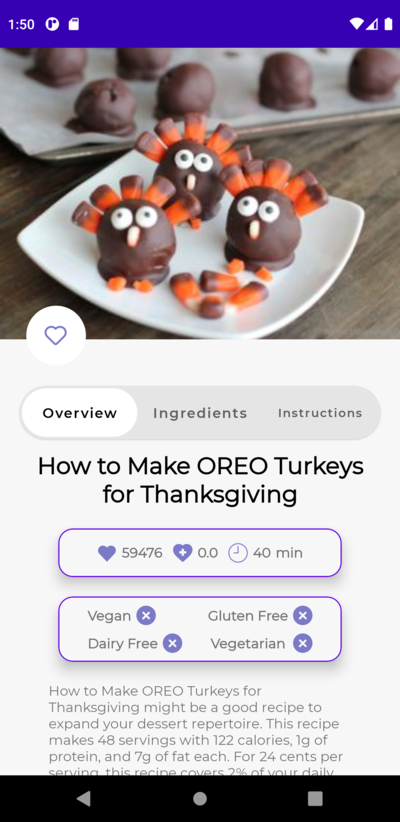 1:50
Overview
Ingredients
Instructions
How to Make OREO Turkeys
for Thanksgiving
59476
0.0
40 min
Vegan
Gluten Free
Dairy Free
Vegetarian
How to Make OREO Turkeys for
Thanksgiving might be a good recipe to
expand your dessert repertoire. This recipe
makes 48 servings with 122 calories, 1g of
protein, and 7g of fat each. For 24 cents per
serving, this recipe covers 2% of your daily